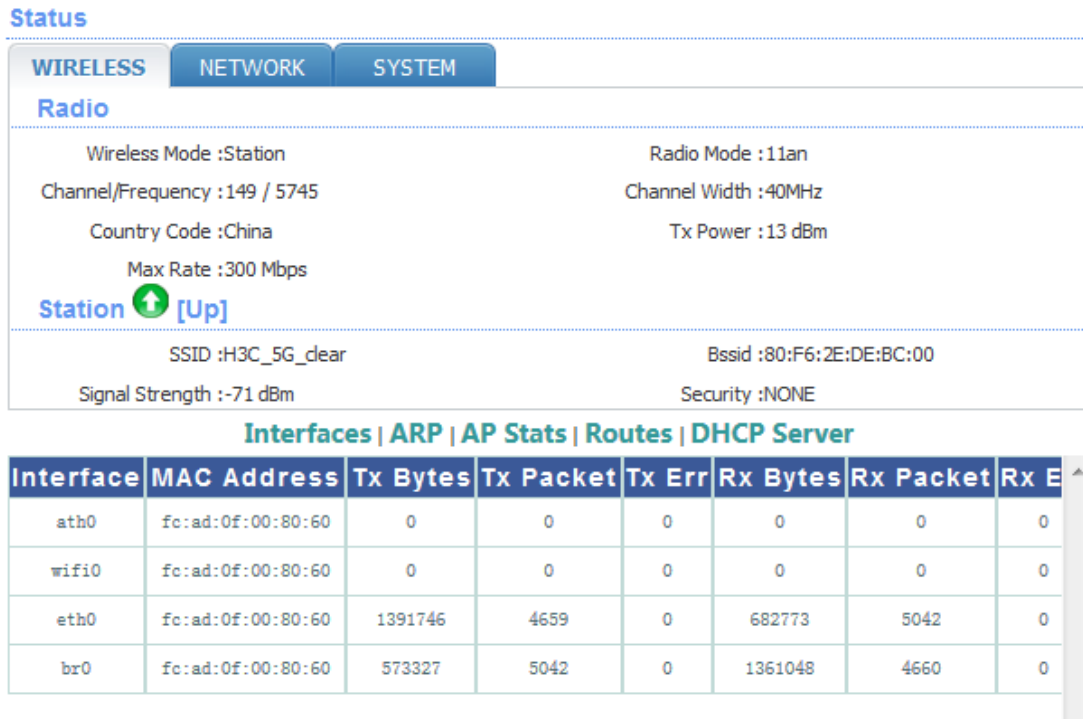 Status
WIRELESS NETWORK SYSTEM
Radio
Wireless Mode :Station Radio Mode :11an
Channel/Frequency :149 / 5745 Channel Width :40MHz
Country Code :China Tx Power :13 dBm
Max Rate :300 Mbps
Station [Up]
SSID :H3C_5G_clear Bssid :80:F6:2E:DE:BC:00
Signal Strength :-71 dBm Security :NONE
Interfaces | ARP | AP Stats | Routes | DHCP Server
Interface MAC Address Tx Bytes Tx Packet Tx Err Rx Bytes Rx Packet Rx E
ath0 fc:ad:0f:00:80:60 0 0 0 0 0 0
wifi0 fc:ad:0f:00:80:60 0 0 0 0 0 0
eth0 fc:ad:0f:00:80:60 1391746 4659 0 682773 5042 0
br0 fc:ad:0f:00:80:60 573327 5042 0 1361048 4660 0